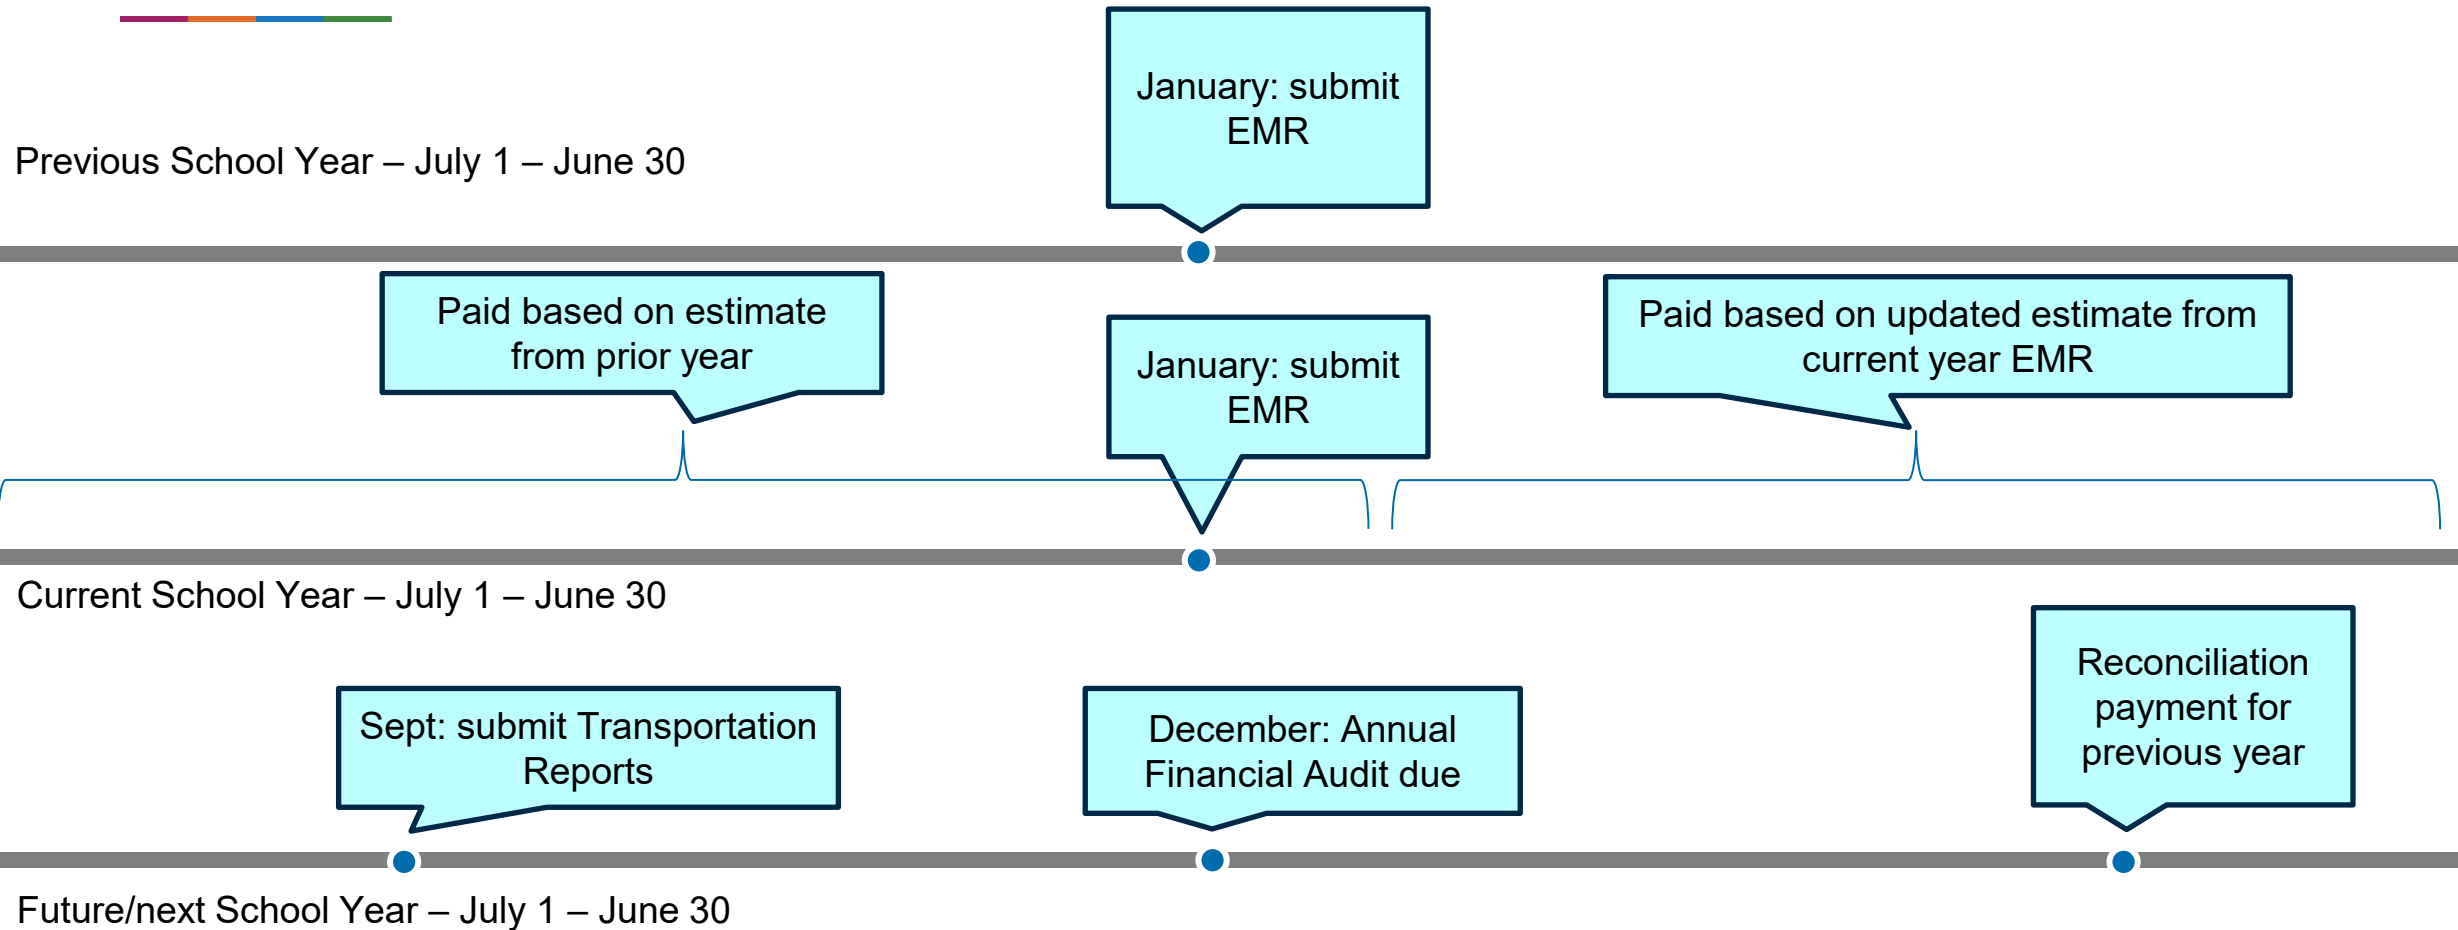 January: submit
EMR
Previous School Year – July 1 – June 30
Paid based on estimate
from prior year
January: submit
EMR
Paid based on updated estimate from
current year EMR
Current School Year – July 1 – June 30
Sept: submit Transportation
Reports
December: Annual
Financial Audit due
Reconciliation
payment for
previous year
Future/next School Year – July 1 – June 30